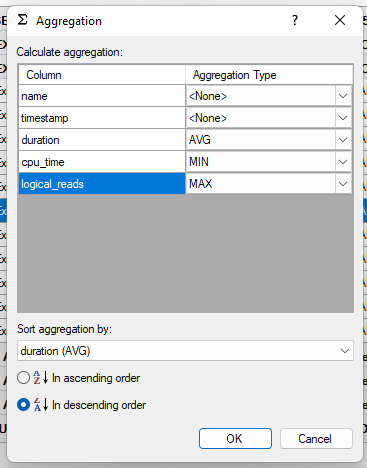 Σ Aggregation
Calculate aggregation:
Column Aggregation Type
name <None>
timestamp <None>
duration AVG
cpu_time MIN
logical_reads MAX
Sort aggregation by:
duration (AVG)
In ascending order
In descending order
OK Cancel